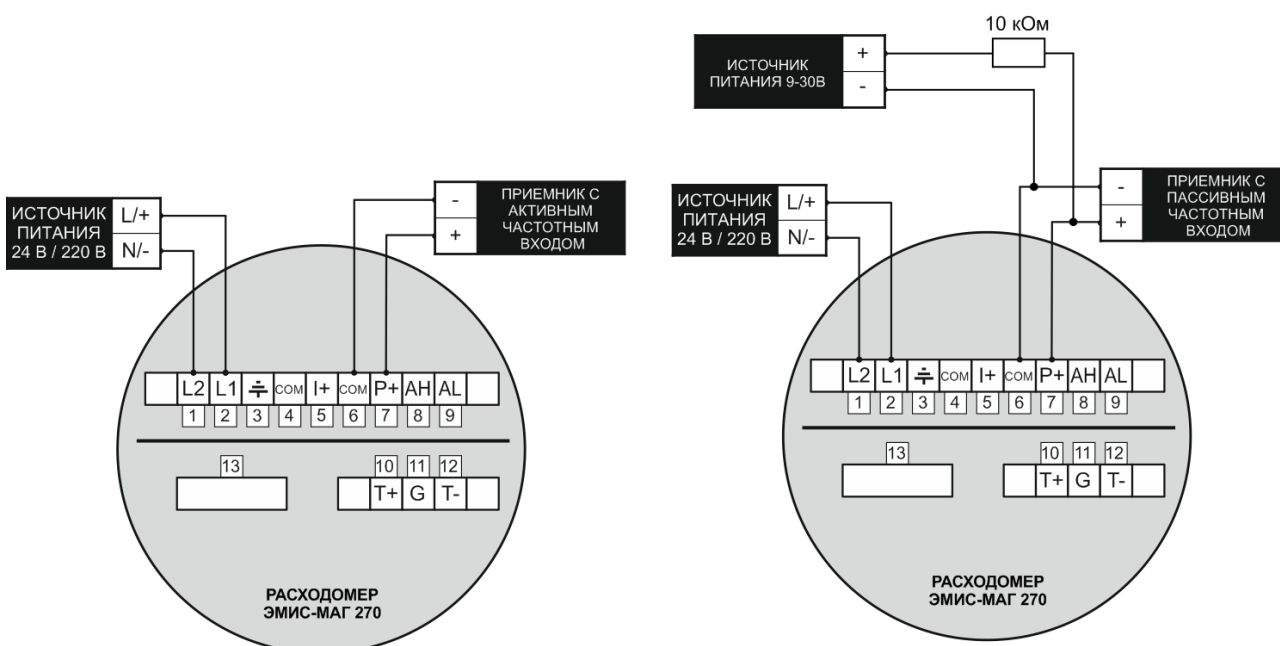 ИСТОЧНИК
ПИТАНИЯ
24 В / 220 В
L/+
N/-
-
+
ПРИЕМНИК С
АКТИВНЫМ
ЧАСТОТНЫМ
ВХОДОМ
L2 L1 COM I+ COM P+ AH AL
1 2 3 4 5 6 7 8 9
13
10 11 12
T+ G T-
РАСХОДОМЕР
ЭМИС-МАГ 270
10 кОм
ИСТОЧНИК
ПИТАНИЯ 9-30В
+
-
ИСТОЧНИК
ПИТАНИЯ
24 В / 220 В
L/+
N/-
-
+
ПРИЕМНИК С
ПАССИВНЫМ
ЧАСТОТНЫМ
ВХОДОМ
L2 L1 COM I+ COM P+ AH AL
1 2 3 4 5 6 7 8 9
13
10 11 12
T+ G T-
РАСХОДОМЕР
ЭМИС-МАГ 270